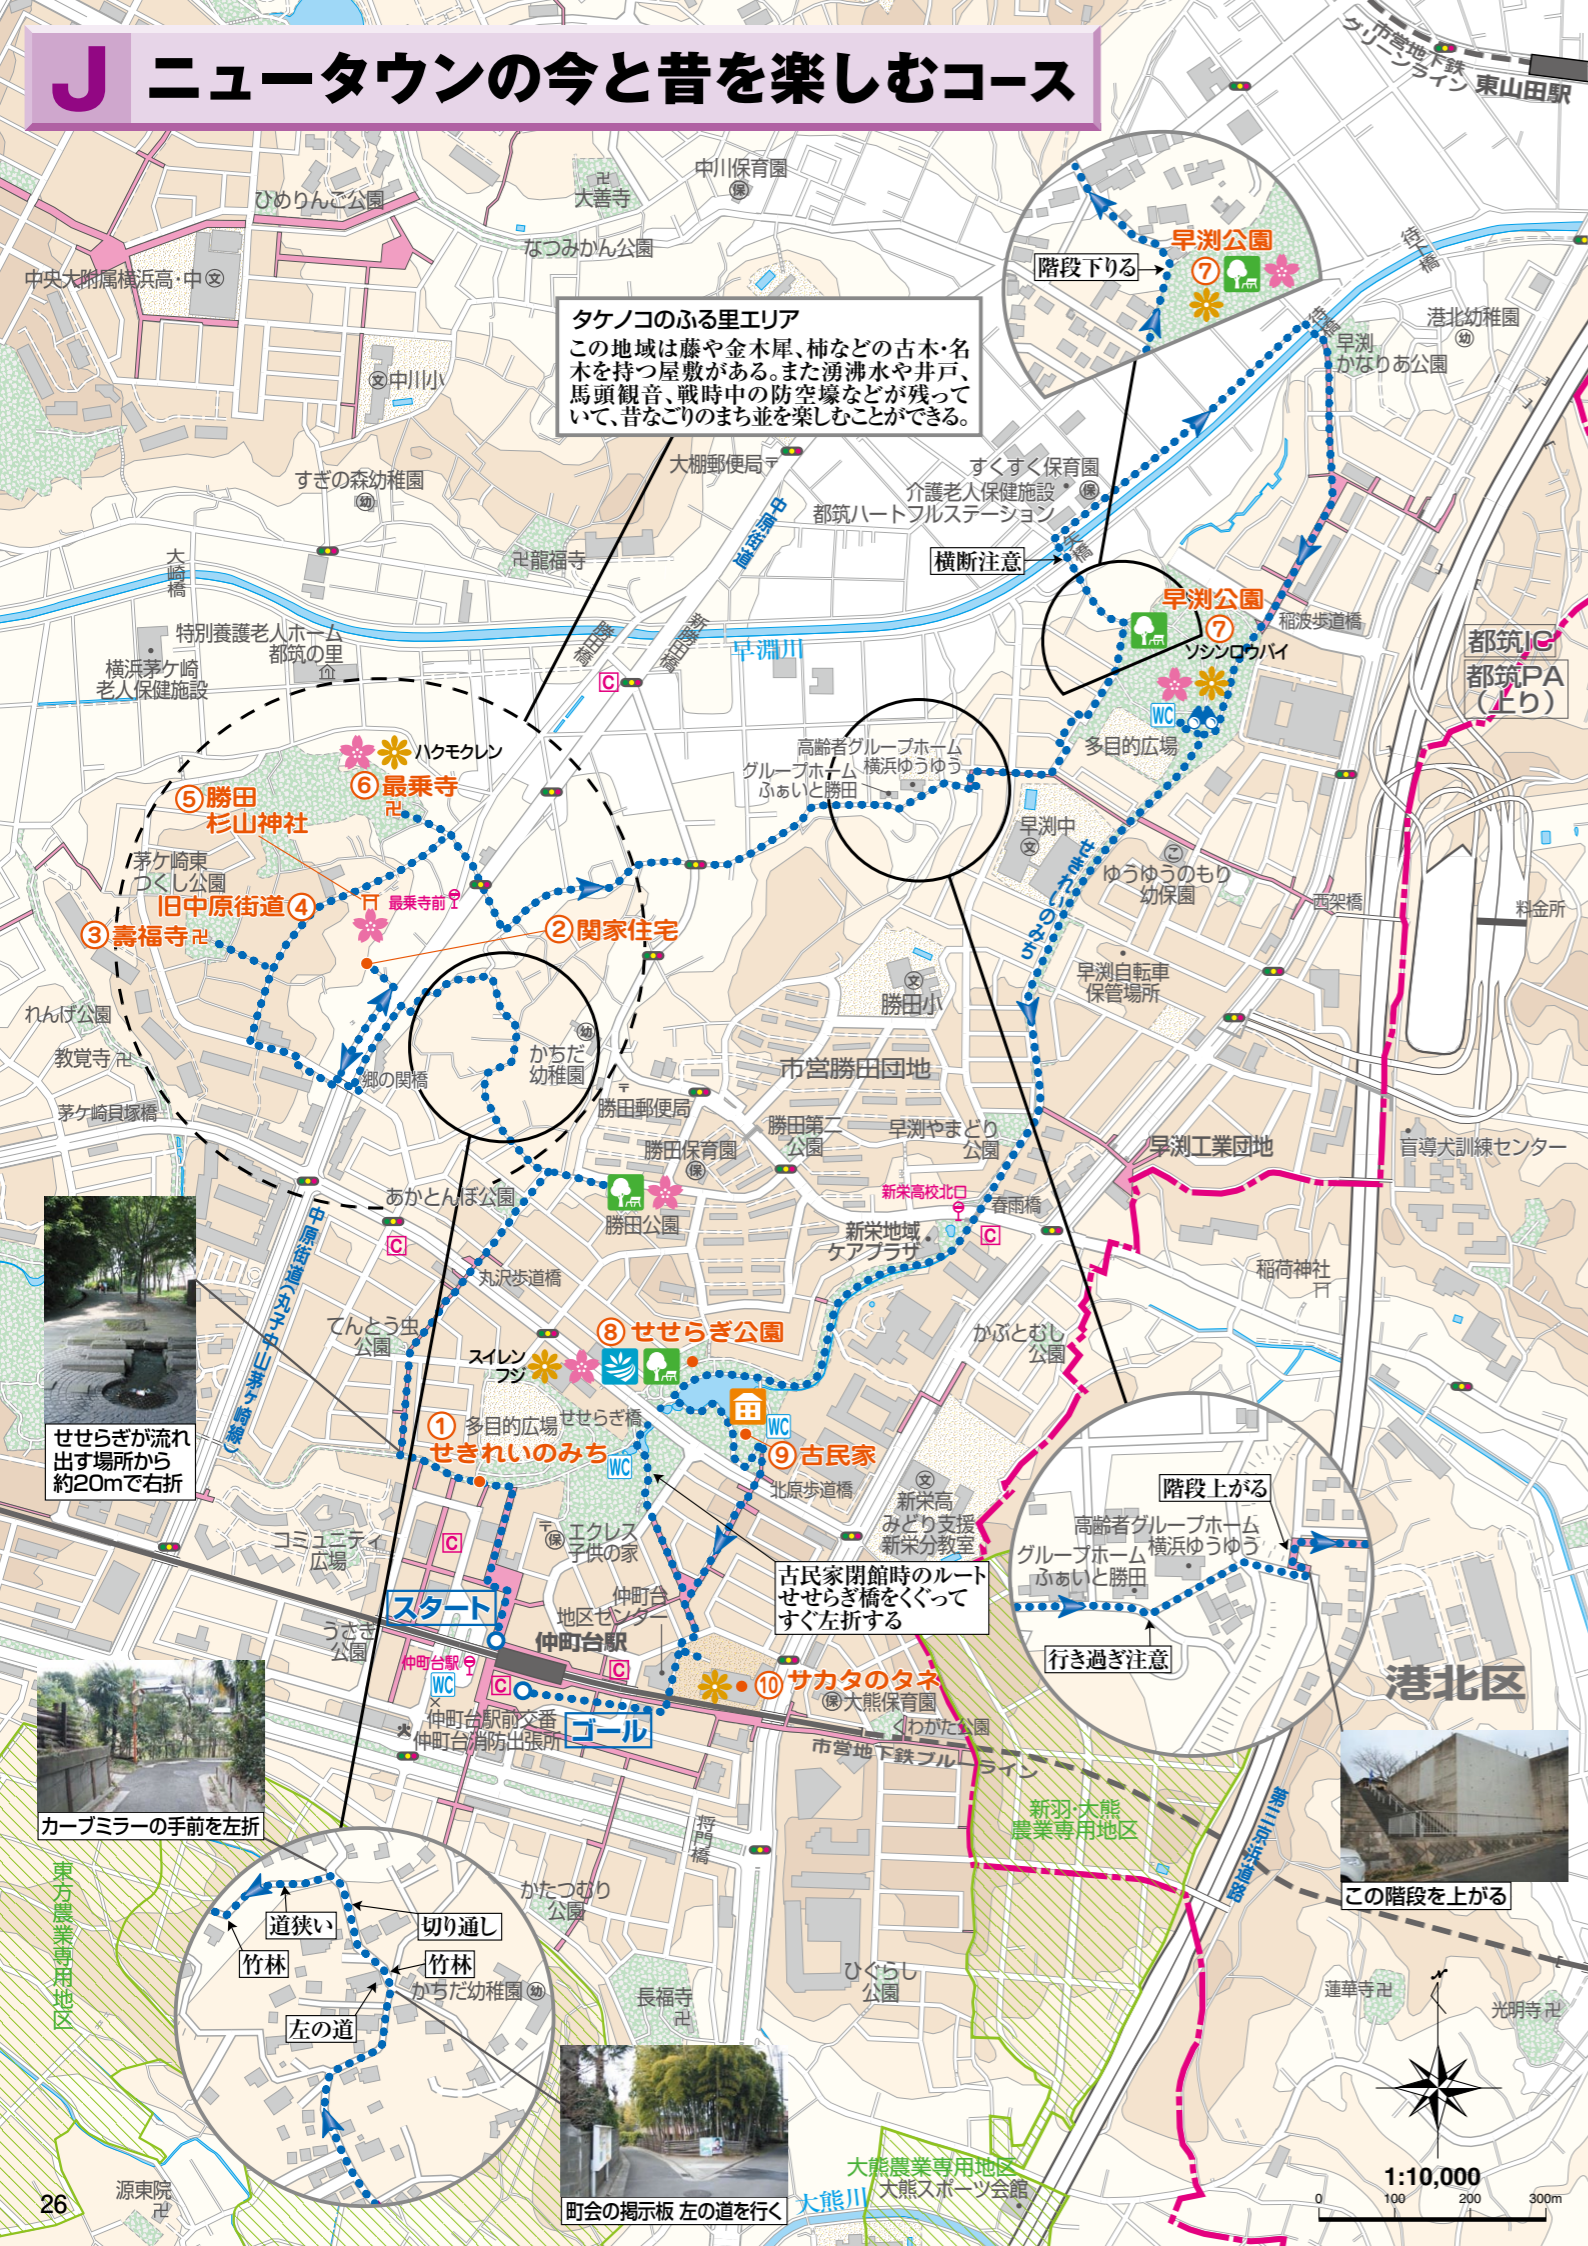 J ニュータウンの今と昔を楽しむコース
市営地下鉄
グリーンライン
東山田駅
ひめりんご公園
大善寺
中川保育園
保
なつみかん公園
中央大附属横浜高・中 文
文 中川小
タケノコのふる里エリア
この地域は藤や金木犀、柿などの古木・名
木を持つ屋敷がある。また湧沸水や井戸、
馬頭観音、戦時中の防空壕などが残って
いて、昔なごりのまち並を楽しむことができる。
早渕公園
⑦
階段下りる
港北幼稚園
幼
早渕
かなりあ公園
すぎの森幼稚園
幼
大棚郵便局
中原街道
すくすく保育園
保
介護老人保健施設
都筑ハートフルステーション
龍福寺
横断注意
大崎橋
特別養護老人ホーム
都筑の里
横浜茅ケ崎
老人保健施設
勝田橋
新勝田橋
早淵川
早渕公園
⑦
ソシンロウバイ
稲波歩道橋
都筑IC
都筑PA
(上り)
C
WC
多目的広場
ハクモクレン
⑥最乗寺
⑤勝田
杉山神社
高齢者グループホーム
横浜ゆうゆう
グループホーム
ふぁいと勝田
早渕中
文
せきれいのみち
こ
ゆうゆうのもり
幼保園
茅ケ崎東
つくし公園
旧中原街道④
最乗寺前
③壽福寺
②関家住宅
西架橋
料金所
早渕自転車
保管場所
文
勝田小
れんげ公園
教覚寺
郷の関橋
幼
かちだ
幼稚園
市営勝田団地
茅ケ崎貝塚橋
勝田郵便局
勝田第二
公園
早渕やまどり
公園
早渕工業団地
盲導犬訓練センター
勝田保育園
保
あかとんぼ公園
勝田公園
新栄高校北口
春雨橋
C
新栄地域
ケアプラザ
C
稲荷神社
中原街道(丸子中山茅ケ崎線)
丸沢歩道橋
てんとう虫
公園
かぶとむし
公園
⑧せせらぎ公園
スイレン
フジ
せせらぎが流れ
出す場所から
約20mで右折
①
せきれいのみち
多目的広場
せせらぎ橋
WC
WC
⑨古民家
北原歩道橋
文
新栄高
みどり支援
新栄分教室
階段上がる
高齢者グループホーム
横浜ゆうゆう
グループホーム
ふぁいと勝田
行き過ぎ注意
コミュニティ
広場
C
保
エクレス
子供の家
古民家閉館時のルート
せせらぎ橋をくぐって
すぐ左折する
スタート
仲町台
地区センター
うさぎ
公園
仲町台駅
仲町台駅
WC
C
C
⑩サカタのタネ
保 大熊保育園
港北区
ゴール
仲町台駅前交番
仲町台消防出張所
くわがた公園
市営地下鉄ブルーライン
カーブミラーの手前を左折
将門橋
新羽・大熊
農業専用地区
第三京浜道路
この階段を上がる
東方農業専用地区
道狭い
切り通し
竹林
竹林
かちだ幼稚園 幼
左の道
かたつむり
公園
ひぐらし
公園
長福寺
蓮華寺
光明寺
町会の掲示板 左の道を行く
大熊農業専用地区
大熊スポーツ会館
大熊川
源東院
26
1:10,000
0 100 200 300m